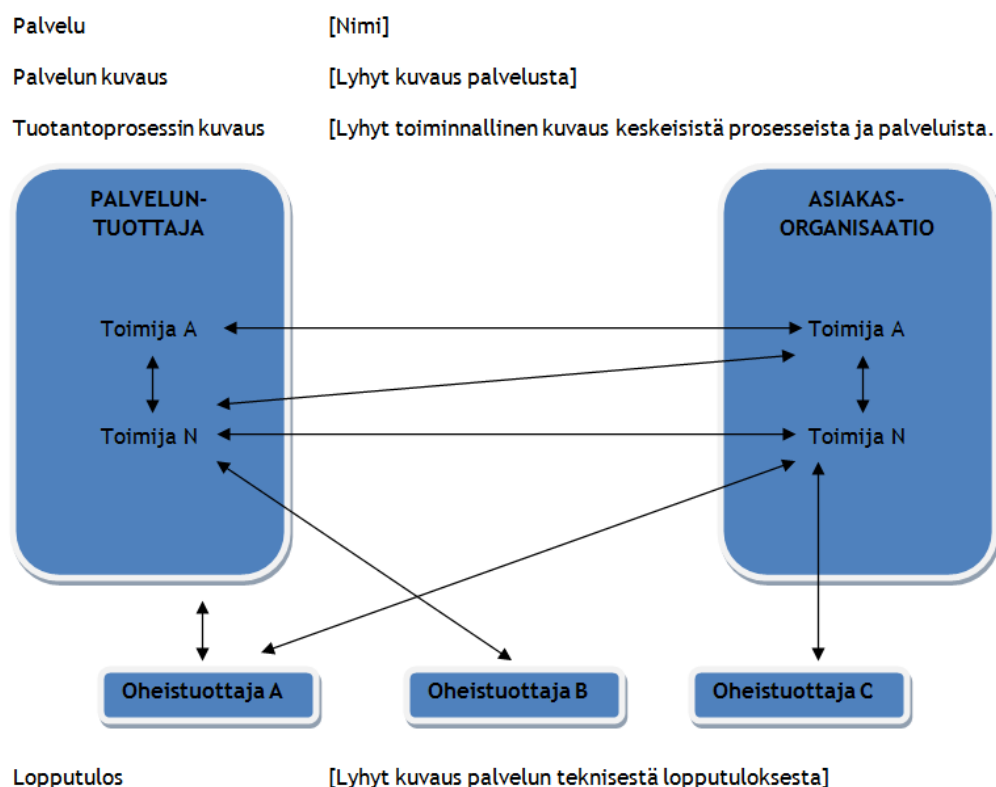 Palvelu [Nimi]
Palvelun kuvaus [Lyhyt kuvaus palvelusta]
Tuotantoprosessin kuvaus [Lyhyt toiminnallinen kuvaus keskeisistä prosesseista ja palveluista.
PALVELUN-
TUOTTAJA
ASIAKAS-
ORGANISAATIO
Toimija A
Toimija A
Toimija N
Toimija N
Oheistuottaja A
Oheistuottaja B
Oheistuottaja C
Lopputulos [Lyhyt kuvaus palvelun teknisestä lopputuloksesta]